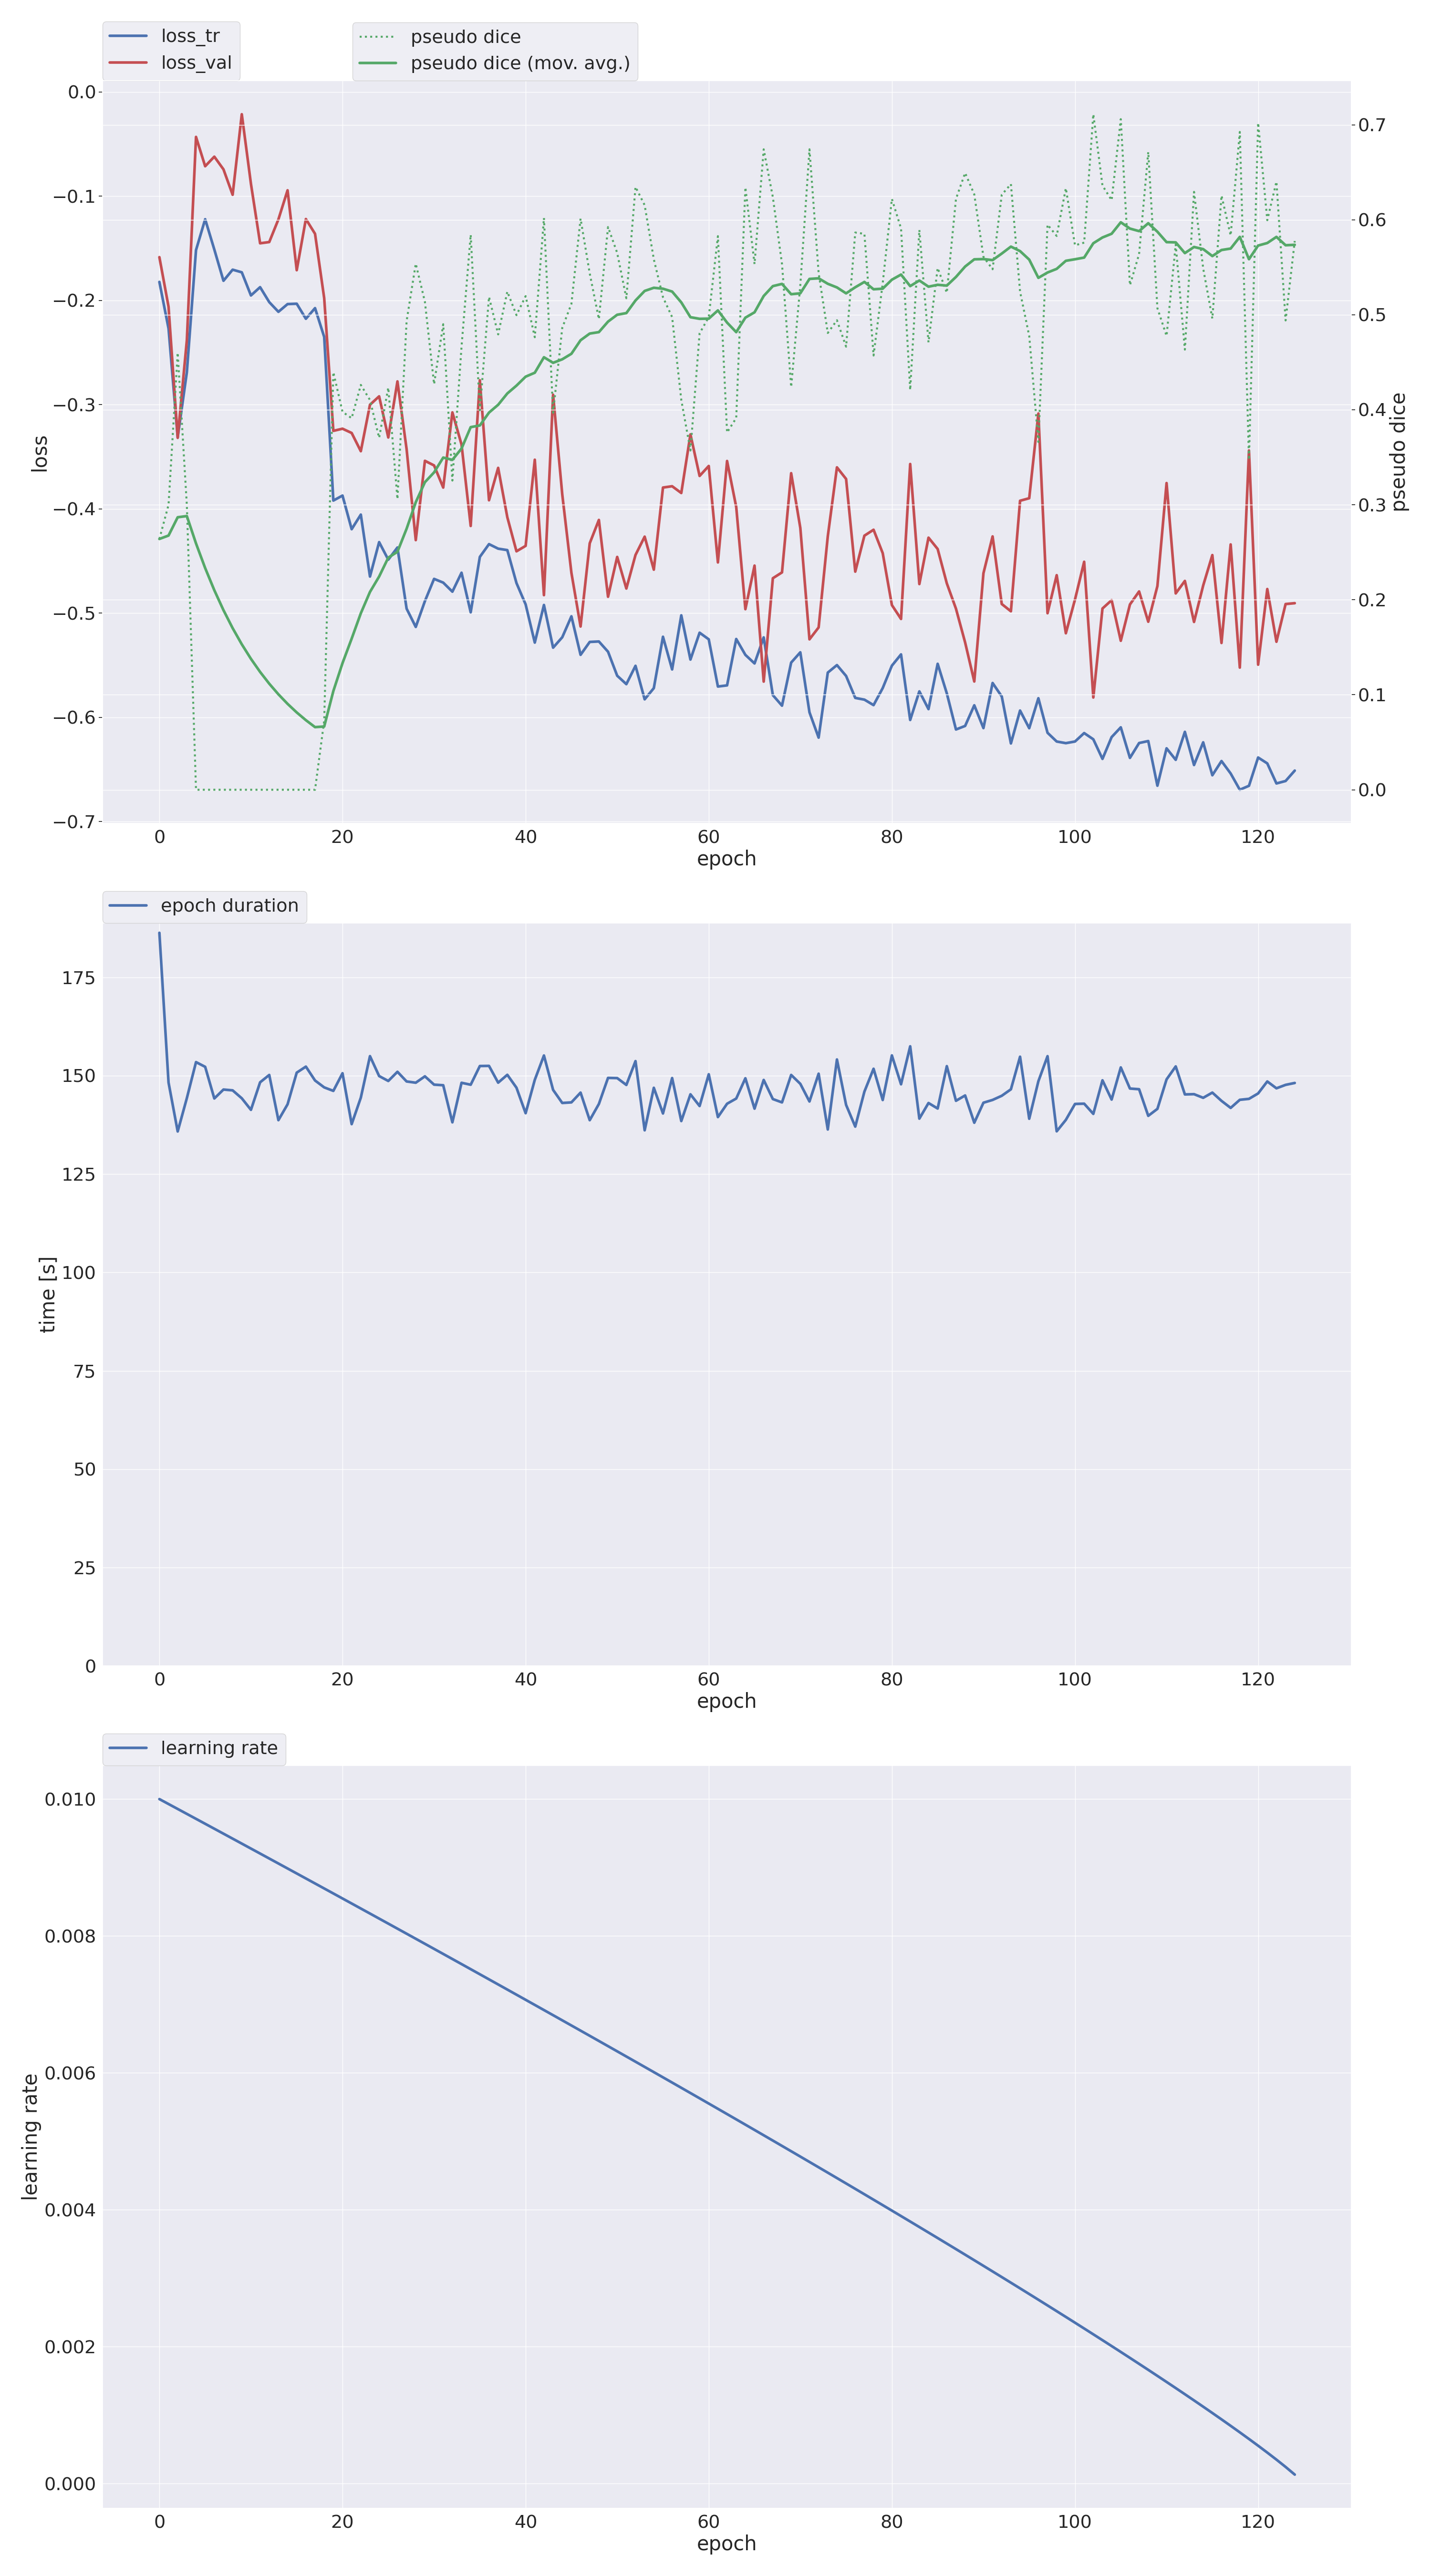 loss_tr
loss_val
pseudo dice
pseudo dice (mov. avg.)
0.0
−0.1
−0.2
−0.3
−0.4
−0.5
−0.6
−0.7
loss
0.7
0.6
0.5
0.4
0.3
0.2
0.1
0.0
pseudo dice
0 20 40 60 80 100 120
epoch
epoch duration
175
150
125
100
75
50
25
0
time [s]
0 20 40 60 80 100 120
epoch
learning rate
0.010
0.008
0.006
0.004
0.002
0.000
learning rate
0 20 40 60 80 100 120
epoch